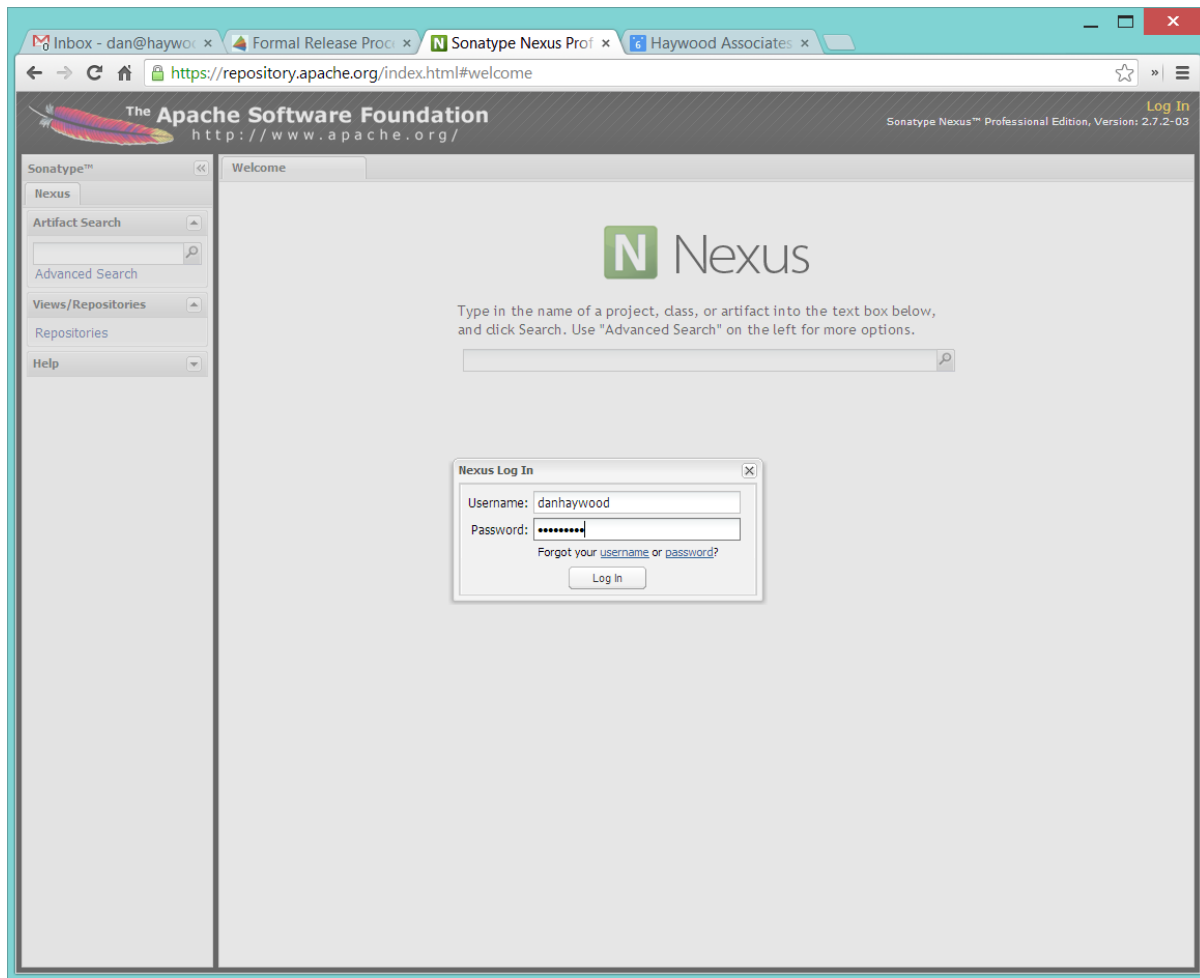 Inbox - dan@haywoc
Formal Release Proce
Sonatype Nexus Prof
6 Haywood Associates
https://repository.apache.org/index.html#welcome
The Apache Software Foundation
http://www.apache.org/
Log In
Sonatype Nexus™ Professional Edition, Version: 2.7.2-03
Sonatype™
Welcome
Nexus
Artifact Search
Advanced Search
Views/Repositories
Repositories
Help
N Nexus
Type in the name of a project, class, or artifact into the text box below,
and click Search. Use "Advanced Search" on the left for more options.
Nexus Log In
Username: danhaywood
Password: •••••••••
Forgot your username or password?
Log In